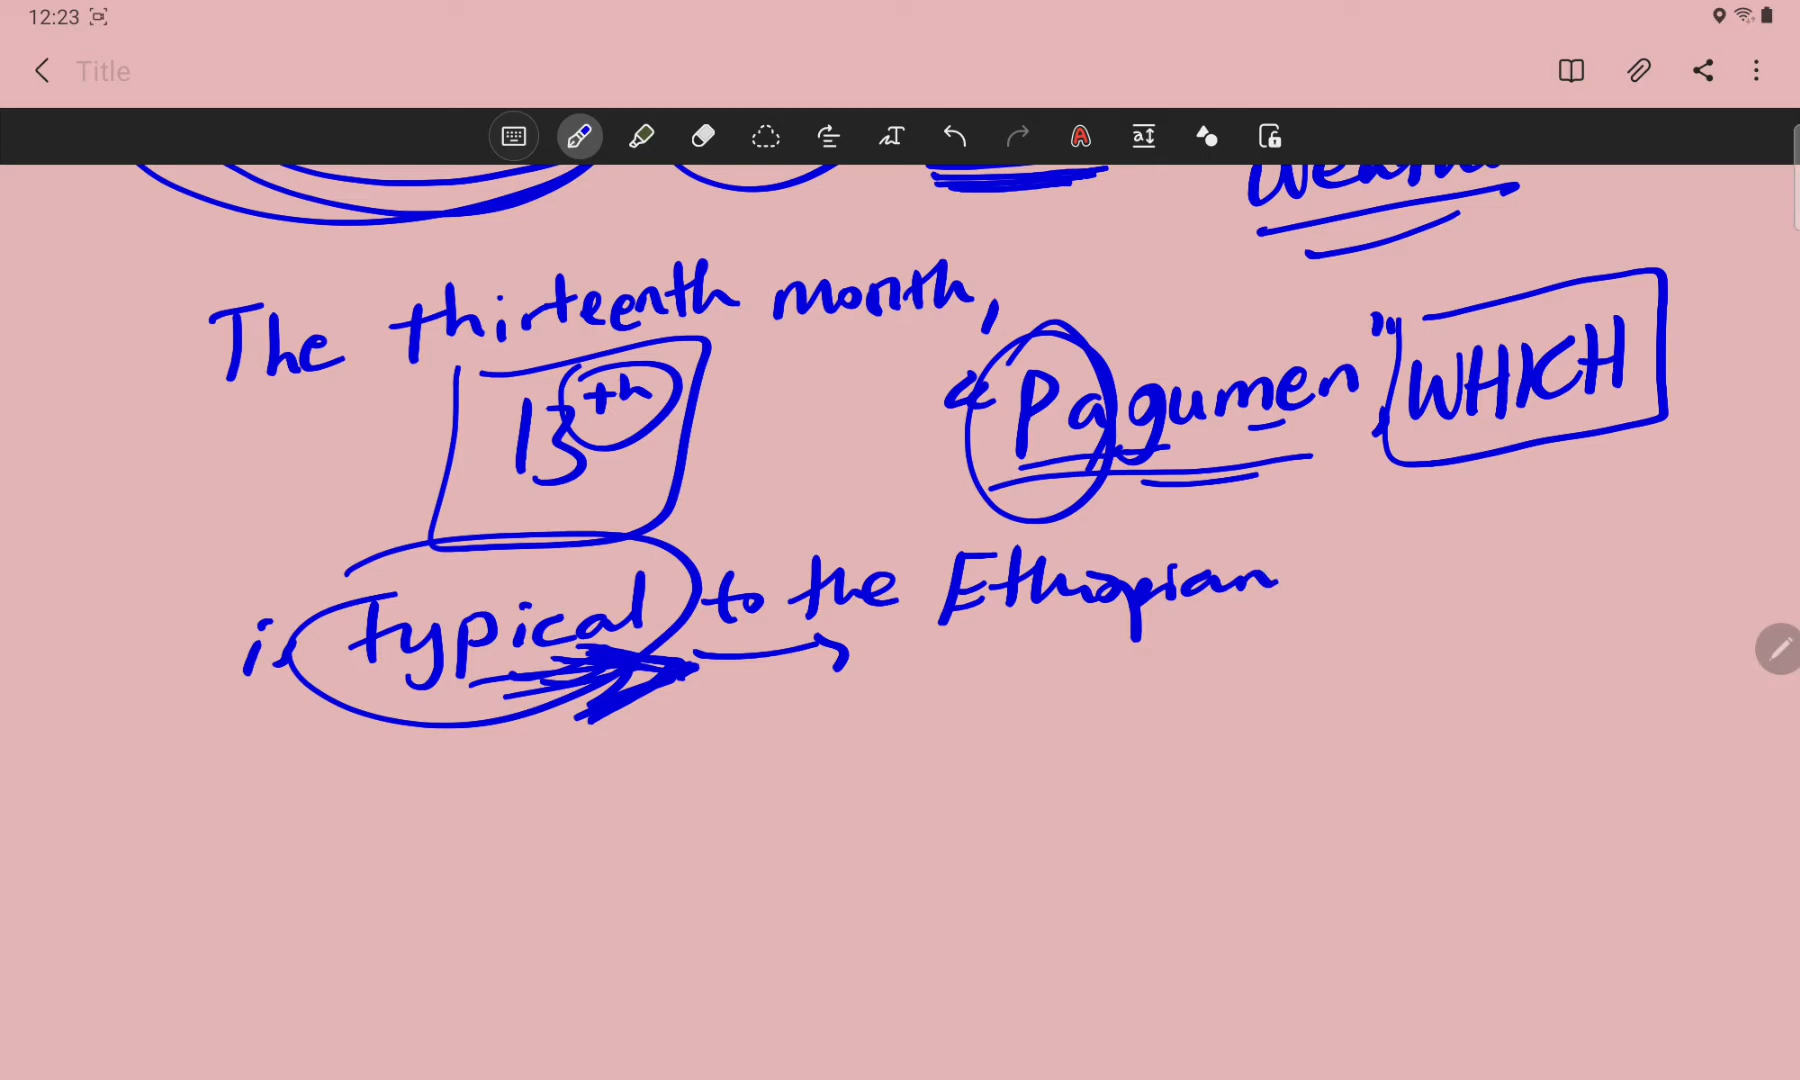 12:23
Title
The thirteenth month,
13th
"Pagumen", WHICH
is typical to the Ethiopian